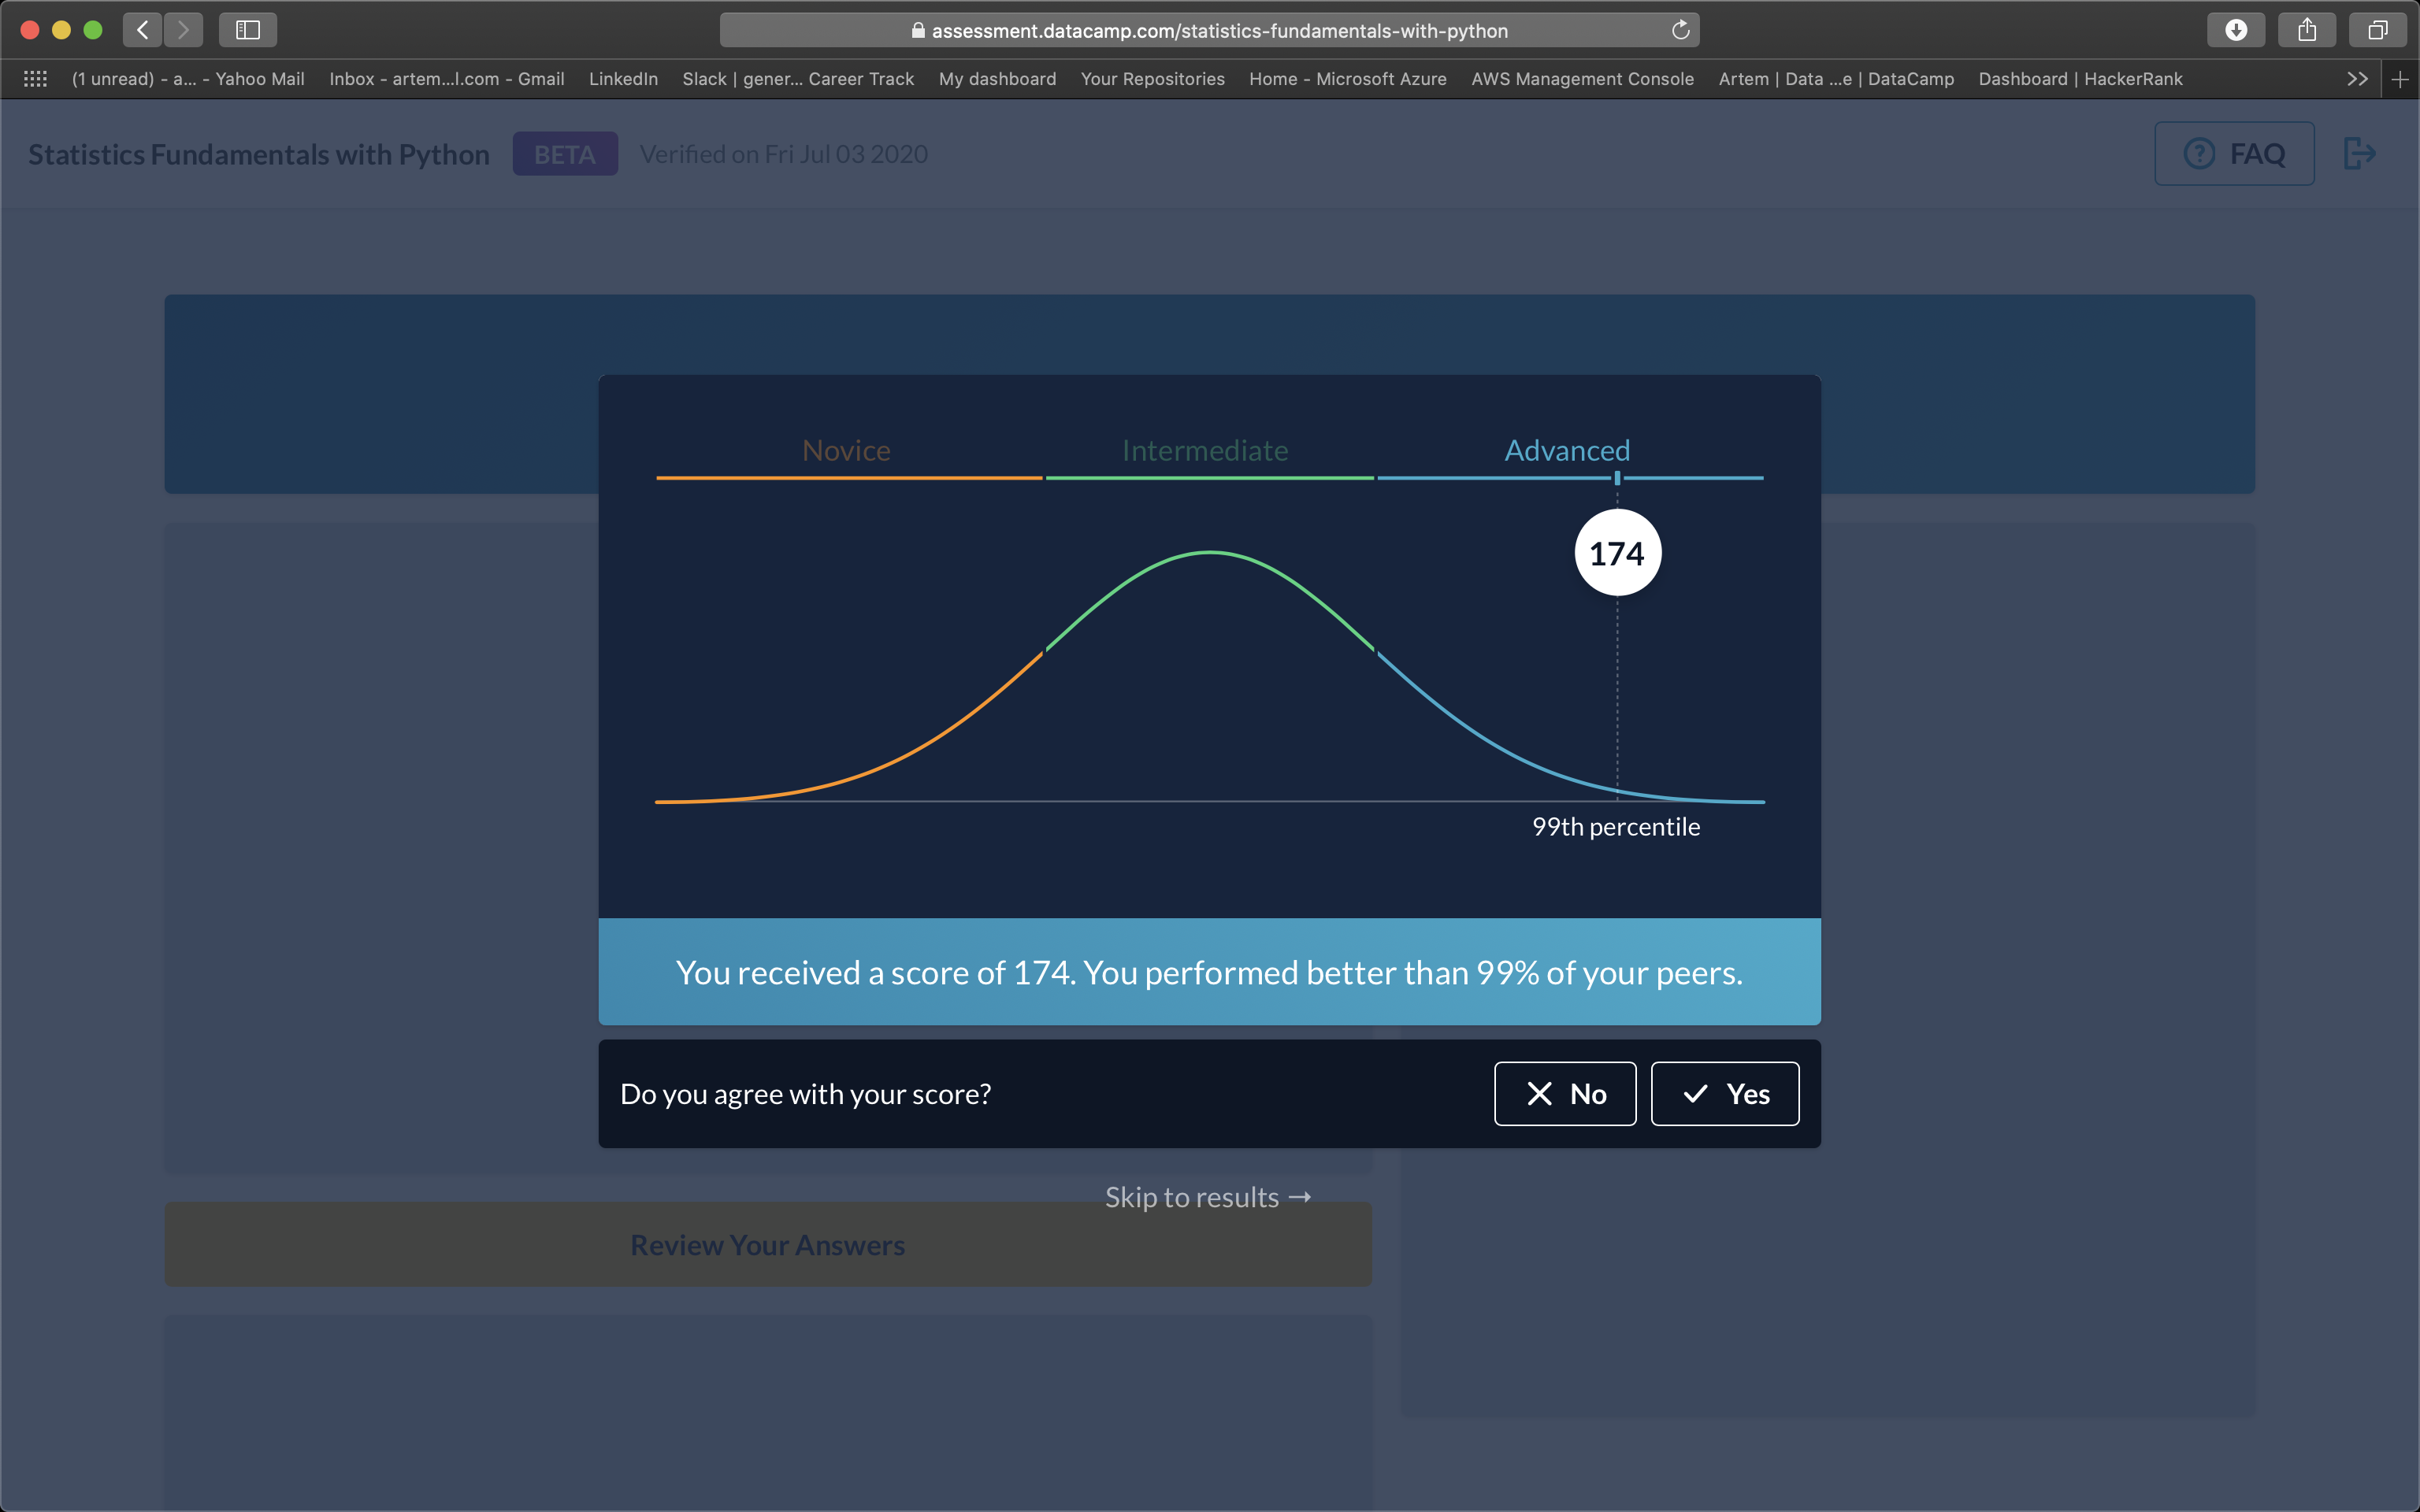 assessment.datacamp.com/statistics-fundamentals-with-python
(1 unread) - a... - Yahoo Mail Inbox - artem...l.com - Gmail LinkedIn Slack | gener... Career Track My dashboard Your Repositories Home - Microsoft Azure AWS Management Console Artem | Data ...e | DataCamp Dashboard | HackerRank
Statistics Fundamentals with Python BETA Verified on Fri Jul 03 2020 FAQ
Novice Intermediate Advanced
174
99th percentile
You received a score of 174. You performed better than 99% of your peers.
Do you agree with your score? No Yes
Skip to results →
Review Your Answers